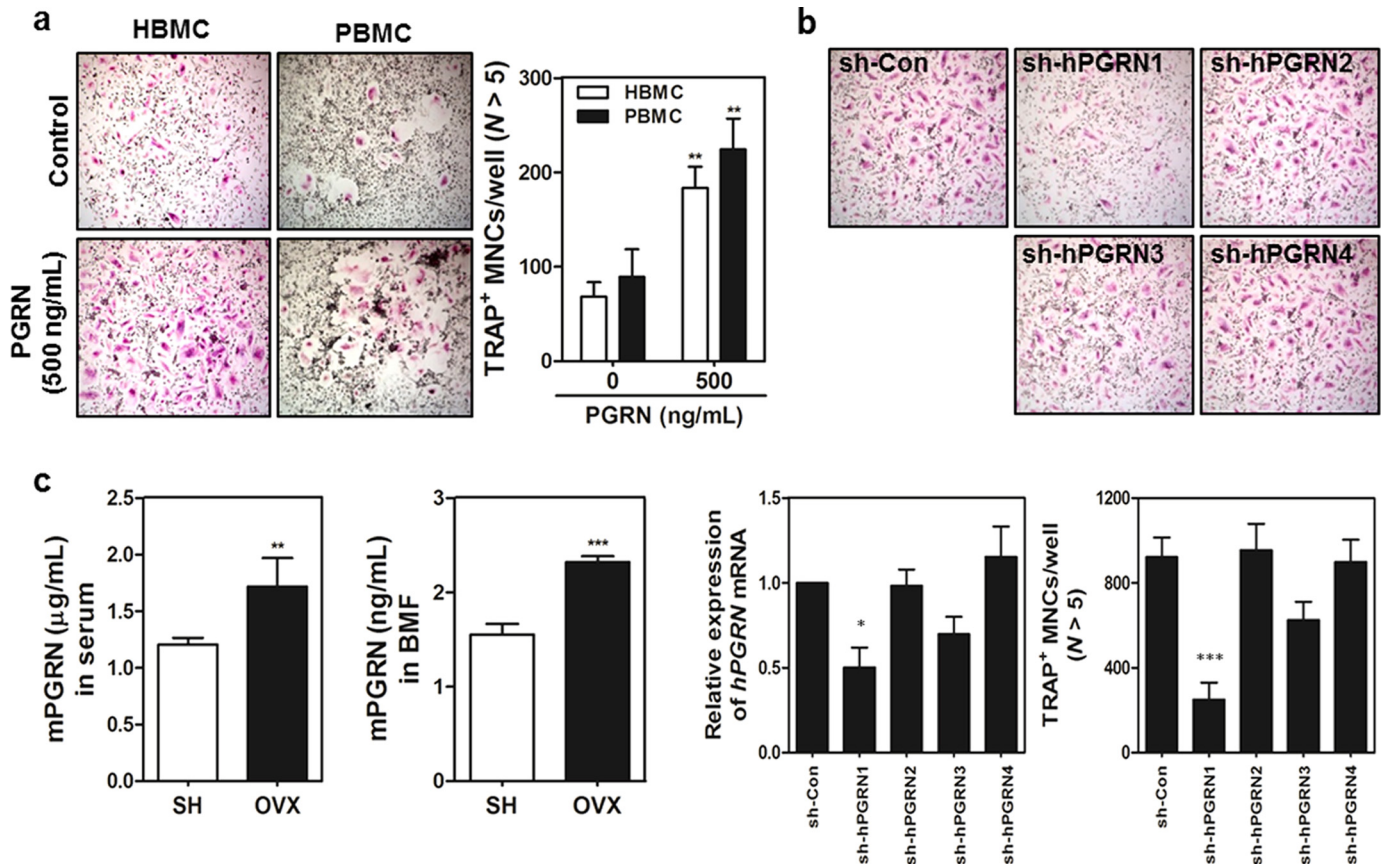 a
HBMC
PBMC
Control
PGRN
(500 ng/mL)
TRAP⁺ MNCs/well (N > 5)
300
200
100
0
HBMC
PBMC
**
**
0
500
PGRN (ng/mL)
b
sh-Con
sh-hPGRN1
sh-hPGRN2
sh-hPGRN3
sh-hPGRN4
c
mPGRN (μg/mL)
in serum
2.5
2.0
1.5
1.0
0.5
0.0
**
SH
OVX
mPGRN (ng/mL)
in BMF
3
2
1
0
***
SH
OVX
Relative expression
of hPGRN mRNA
1.5
1.0
0.5
0.0
*
sh-Con
sh-hPGRN1
sh-hPGRN2
sh-hPGRN3
sh-hPGRN4
TRAP⁺ MNCs/well
(N > 5)
1200
800
400
0
***
sh-Con
sh-hPGRN1
sh-hPGRN2
sh-hPGRN3
sh-hPGRN4